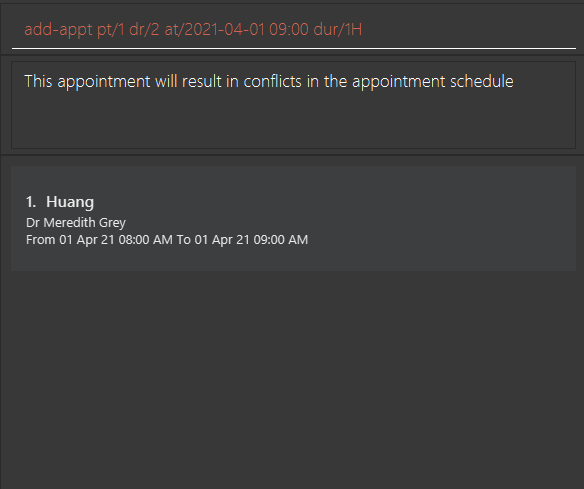 add-appt pt/1 dr/2 at/2021-04-01 09:00 dur/1H
This appointment will result in conflicts in the appointment schedule
1. Huang
Dr Meredith Grey
From 01 Apr 21 08:00 AM To 01 Apr 21 09:00 AM